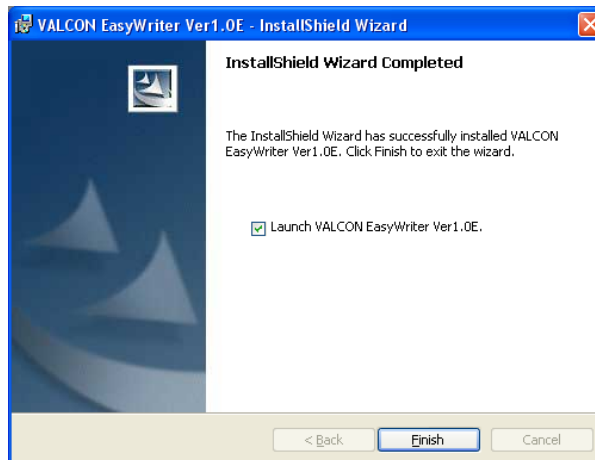 VALCON EasyWriter Ver1.0E - InstallShield Wizard
InstallShield Wizard Completed
The InstallShield Wizard has successfully installed VALCON
EasyWriter Ver1.0E. Click Finish to exit the wizard.
Launch VALCON EasyWriter Ver1.0E.
< Back Finish Cancel